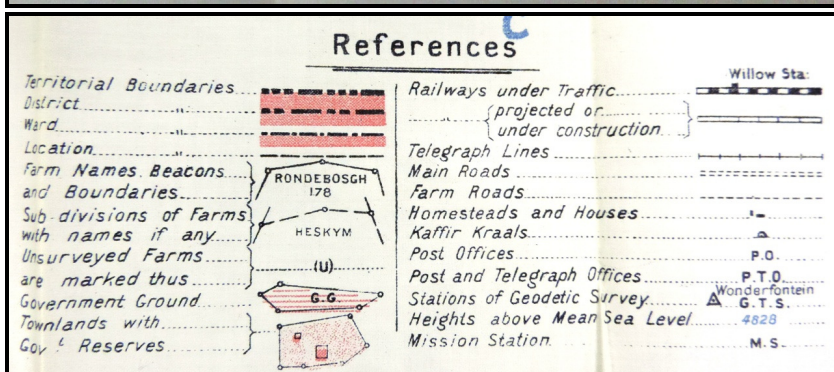 C
References
Territorial Boundaries
District "
Ward "
Location "
Farm Names, Beacons
and Boundaries
RONDEBOSGH
178
Sub-divisions of Farms
with names if any
HESKYM
Unsurveyed Farms
are marked thus
(U)
Government Ground
G.G.
Townlands with
Gov't Reserves
Willow Sta:
Railways under Traffic
" projected or
under construction
Telegraph Lines
Main Roads
Farm Roads
Homesteads and Houses
Kaffir Kraals
Post Offices P.O.
Post and Telegraph Offices P.T.O.
Stations of Geodetic Survey Wonderfontein
G.T.S.
Heights above Mean Sea Level 4828
Mission Station M.S.